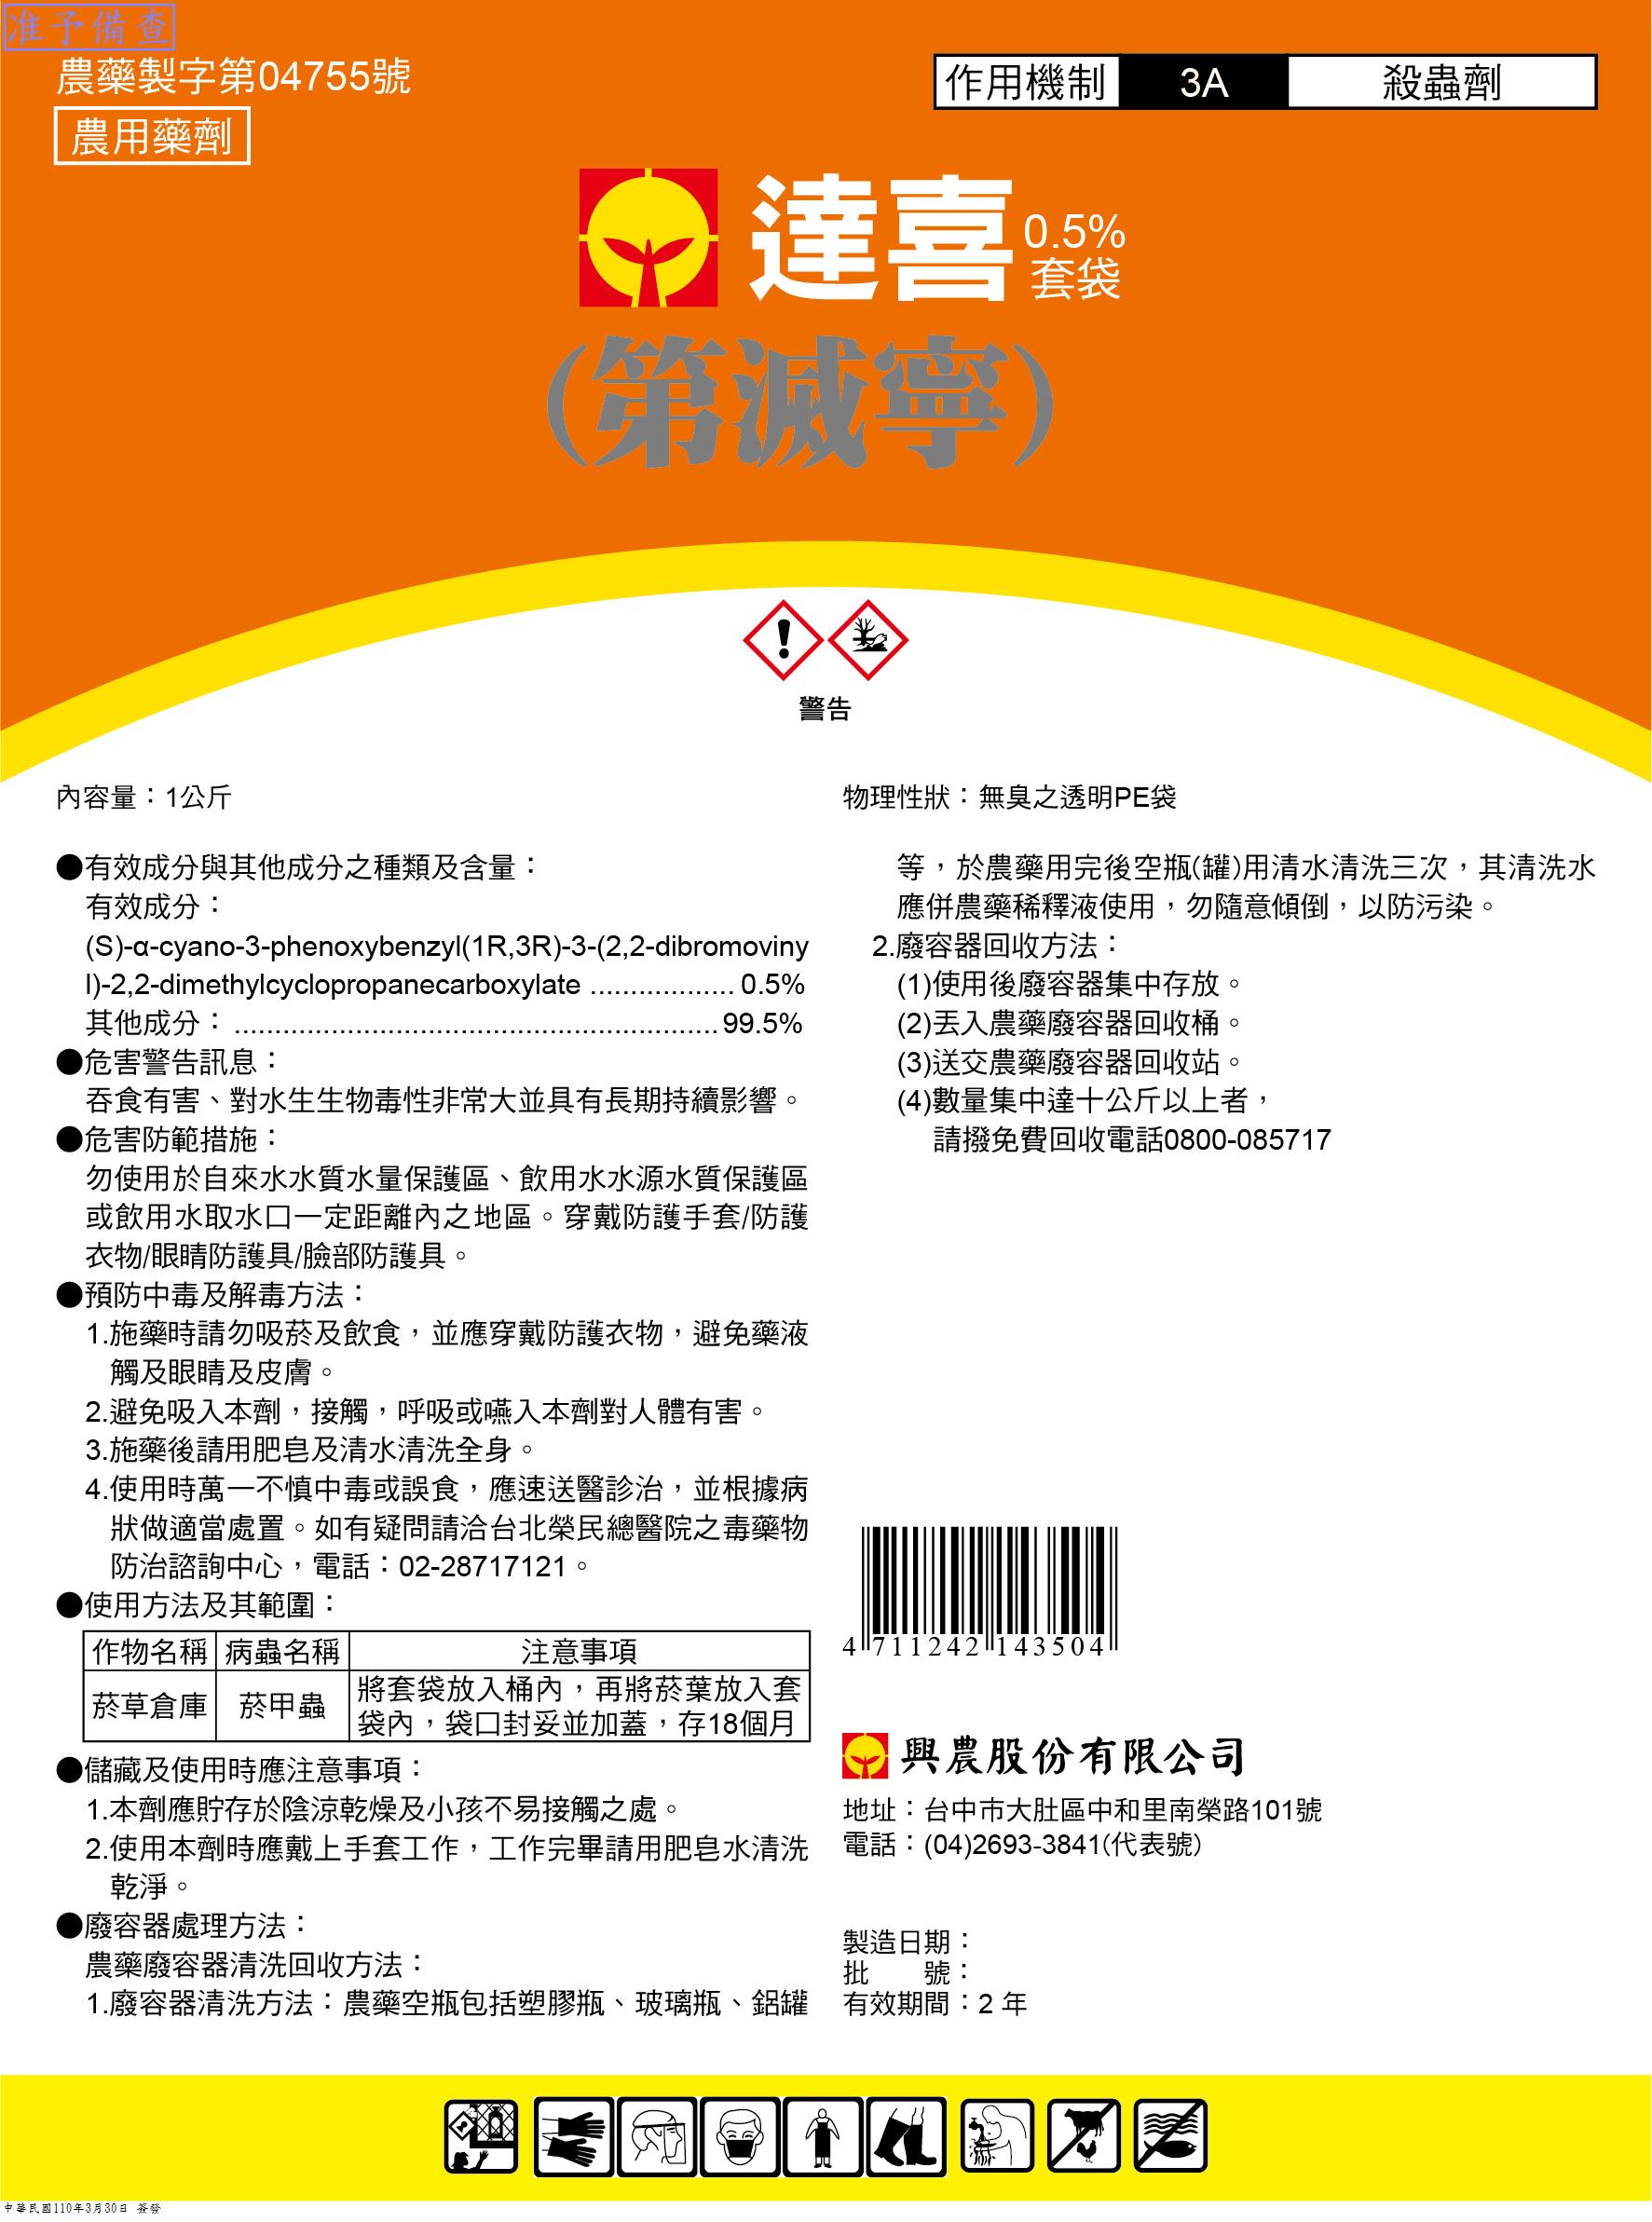 准予備查
農藥製字第04755號
農用藥劑
作用機制 3A 殺蟲劑
達喜 0.5%
套袋
(第滅寧)
警告
內容量：1公斤
物理性狀：無臭之透明PE袋
●有效成分與其他成分之種類及含量：
有效成分：
(S)-α-cyano-3-phenoxybenzyl(1R,3R)-3-(2,2-dibromoviny
l)-2,2-dimethylcyclopropanecarboxylate .................. 0.5%
其他成分：............................................................ 99.5%
●危害警告訊息：
吞食有害、對水生生物毒性非常大並具有長期持續影響。
●危害防範措施：
勿使用於自來水水質水量保護區、飲用水水源水質保護區
或飲用水取水口一定距離內之地區。穿戴防護手套/防護
衣物/眼睛防護具/臉部防護具。
●預防中毒及解毒方法：
1.施藥時請勿吸菸及飲食，並應穿戴防護衣物，避免藥液
觸及眼睛及皮膚。
2.避免吸入本劑，接觸，呼吸或嚥入本劑對人體有害。
3.施藥後請用肥皂及清水清洗全身。
4.使用時萬一不慎中毒或誤食，應速送醫診治，並根據病
狀做適當處置。如有疑問請洽台北榮民總醫院之毒藥物
防治諮詢中心，電話：02-28717121。
●使用方法及其範圍：
作物名稱 病蟲名稱 注意事項
菸草倉庫 菸甲蟲 將套袋放入桶內，再將菸葉放入套
袋內，袋口封妥並加蓋，存18個月
●儲藏及使用時應注意事項：
1.本劑應貯存於陰涼乾燥及小孩不易接觸之處。
2.使用本劑時應戴上手套工作，工作完畢請用肥皂水清洗
乾淨。
●廢容器處理方法：
農藥廢容器清洗回收方法：
1.廢容器清洗方法：農藥空瓶包括塑膠瓶、玻璃瓶、鋁罐
等，於農藥用完後空瓶(罐)用清水清洗三次，其清洗水
應併農藥稀釋液使用，勿隨意傾倒，以防污染。
2.廢容器回收方法：
(1)使用後廢容器集中存放。
(2)丟入農藥廢容器回收桶。
(3)送交農藥廢容器回收站。
(4)數量集中達十公斤以上者，
請撥免費回收電話0800-085717
4 711242 143504
興農股份有限公司
地址：台中市大肚區中和里南榮路101號
電話：(04)2693-3841(代表號)
製造日期：
批　　號：
有效期間：2 年
中華民國110年3月30日 簽發